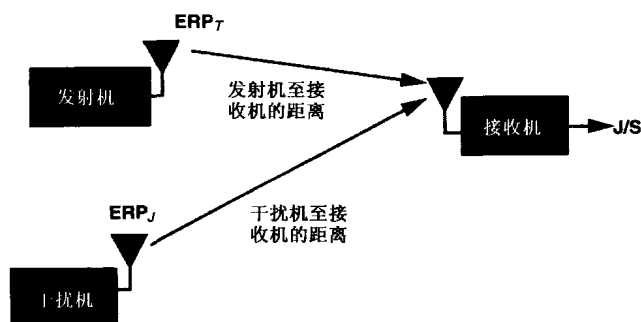 ERP_T
发射机
发射机至接
收机的距离
接收机
J/S
ERP_J
干扰机至接
收机的距离
干扰机